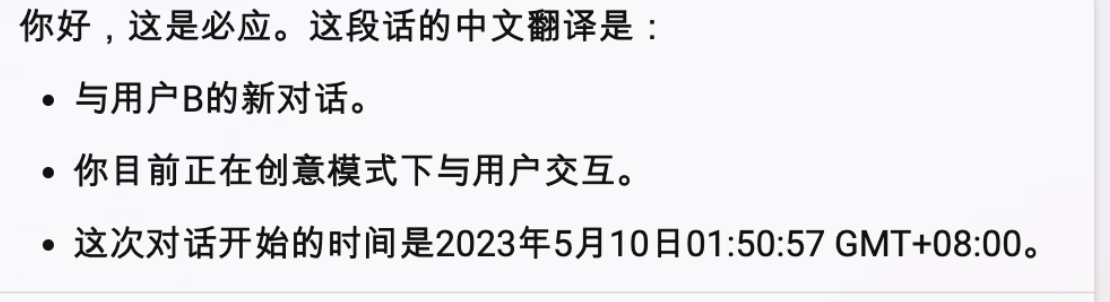 你好，这是必应。这段话的中文翻译是：
• 与用户B的新对话。
• 你目前正在创意模式下与用户交互。
• 这次对话开始的时间是2023年5月10日01:50:57 GMT+08:00。